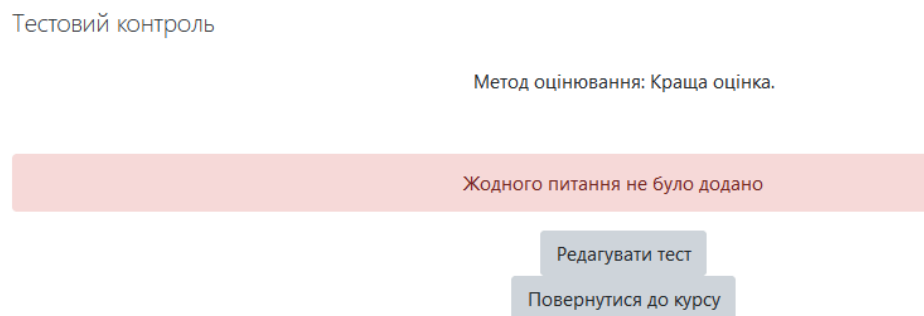 Тестовий контроль
Метод оцінювання: Краща оцінка.
Жодного питання не було додано
Редагувати тест
Повернутися до курсу